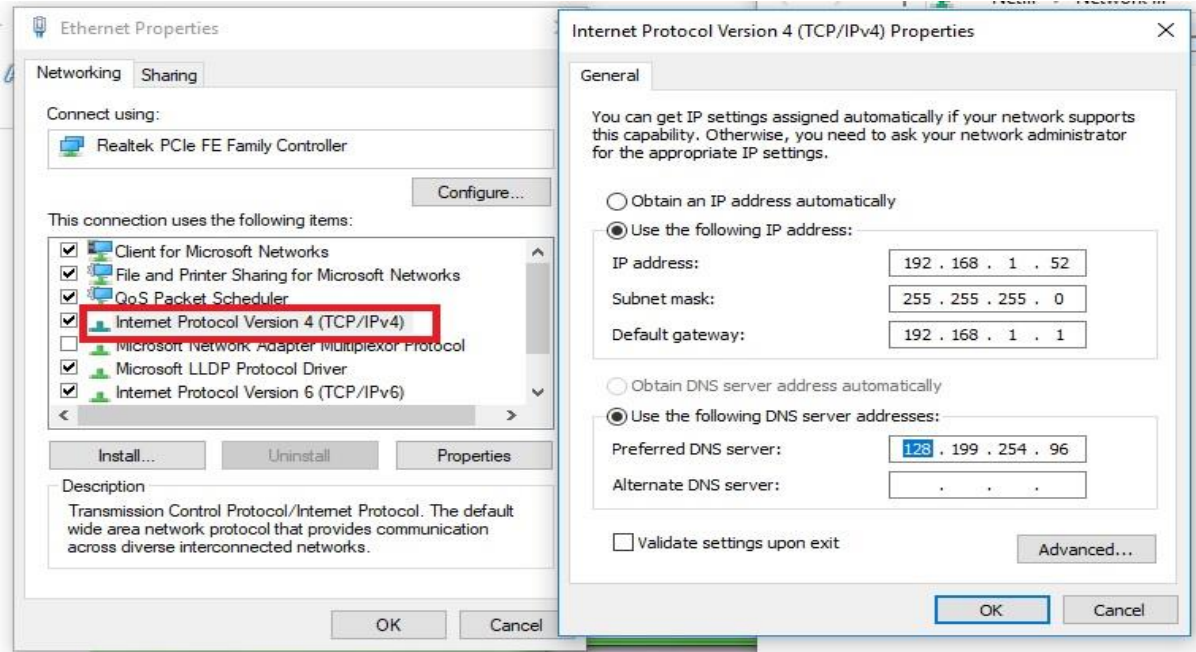 Ethernet Properties
Networking
Sharing
Connect using:
Realtek PCIe FE Family Controller
Configure...
This connection uses the following items:
Client for Microsoft Networks
File and Printer Sharing for Microsoft Networks
QoS Packet Scheduler
Internet Protocol Version 4 (TCP/IPv4)
Microsoft Network Adapter Multiplexor Protocol
Microsoft LLDP Protocol Driver
Internet Protocol Version 6 (TCP/IPv6)
Install...
Uninstall
Properties
Description
Transmission Control Protocol/Internet Protocol. The default
wide area network protocol that provides communication
across diverse interconnected networks.
OK
Cancel
Internet Protocol Version 4 (TCP/IPv4) Properties
General
You can get IP settings assigned automatically if your network supports
this capability. Otherwise, you need to ask your network administrator
for the appropriate IP settings.
Obtain an IP address automatically
Use the following IP address:
IP address: 192 . 168 . 1 . 52
Subnet mask: 255 . 255 . 255 . 0
Default gateway: 192 . 168 . 1 . 1
Obtain DNS server address automatically
Use the following DNS server addresses:
Preferred DNS server: 128 . 199 . 254 . 96
Alternate DNS server: . . .
Validate settings upon exit
Advanced...
OK
Cancel